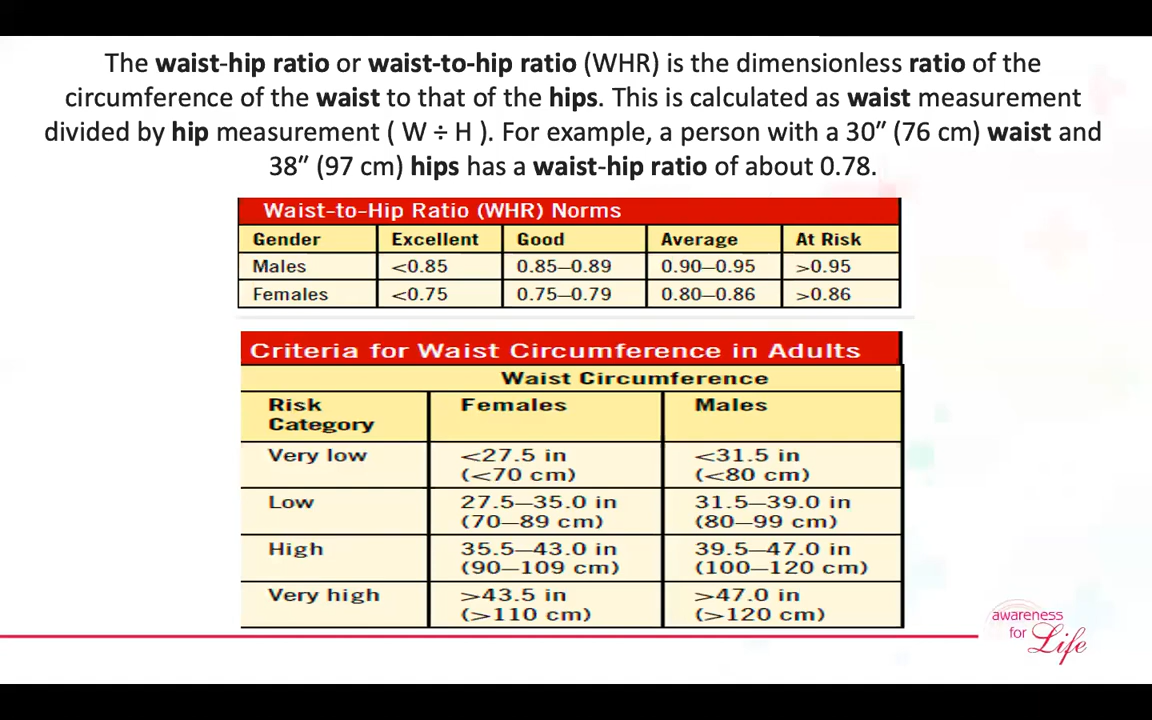 The waist-hip ratio or waist-to-hip ratio (WHR) is the dimensionless ratio of the
circumference of the waist to that of the hips. This is calculated as waist measurement
divided by hip measurement ( W ÷ H ). For example, a person with a 30″ (76 cm) waist and
38″ (97 cm) hips has a waist-hip ratio of about 0.78.
Waist-to-Hip Ratio (WHR) Norms
Gender Excellent Good Average At Risk
Males <0.85 0.85–0.89 0.90–0.95 >0.95
Females <0.75 0.75–0.79 0.80–0.86 >0.86
Criteria for Waist Circumference in Adults
Waist Circumference
Risk Females Males
Category
Very low <27.5 in <31.5 in
(<70 cm) (<80 cm)
Low 27.5–35.0 in 31.5–39.0 in
(70–89 cm) (80–99 cm)
High 35.5–43.0 in 39.5–47.0 in
(90–109 cm) (100–120 cm)
Very high >43.5 in >47.0 in
(>110 cm) (>120 cm)
awareness
for Life